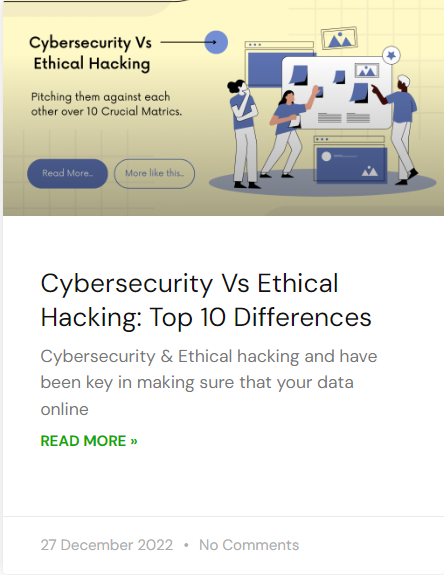 Cybersecurity Vs
Ethical Hacking
Pitching them against each
other over 10 Crucial Matrics.
Read More..
More like this..
Cybersecurity Vs Ethical
Hacking: Top 10 Differences
Cybersecurity & Ethical hacking and have
been key in making sure that your data
online
READ MORE »
27 December 2022 • No Comments